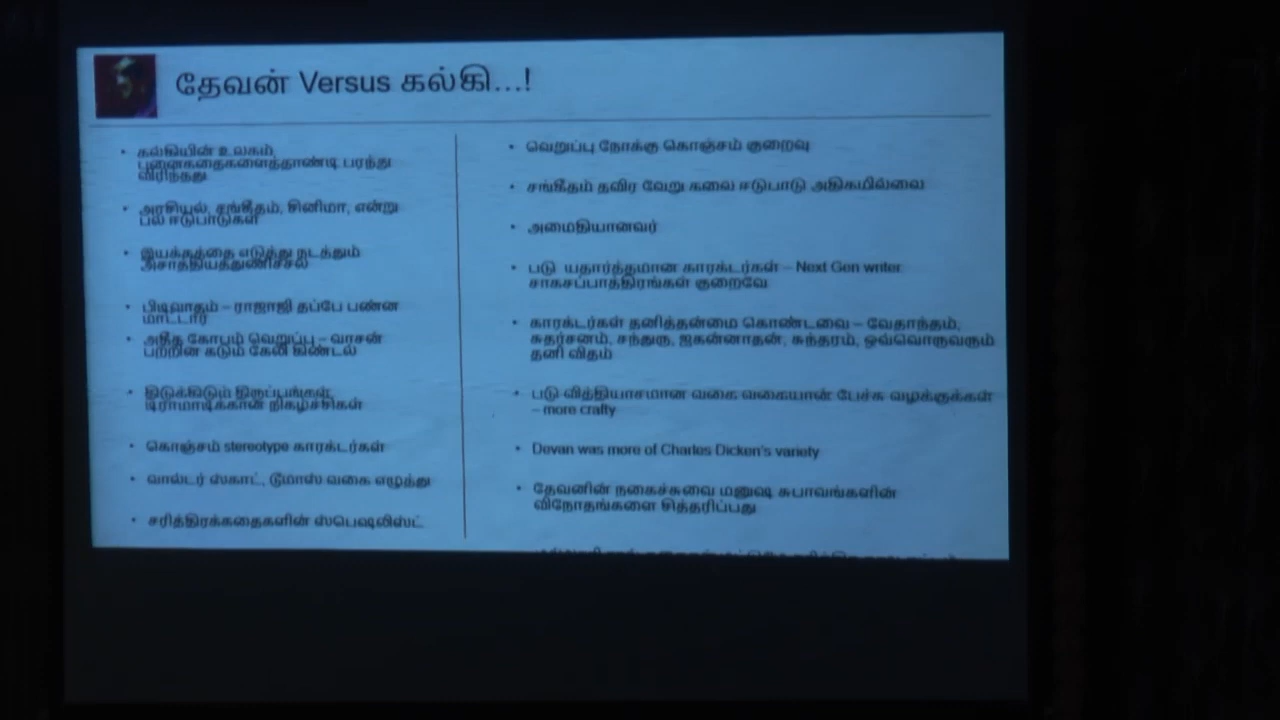 தேவன் Versus கல்கி...!
• கல்கியின் உலகம்
புனைகதைகளைத்தாண்டி பரந்து
விரிந்தது
• அரசியல், சங்கீதம், சினிமா, என்று
பல ஈடுபாடுகள்
• இயக்கத்தை எடுத்து நடத்தும்
அசாத்தியத்துணிச்சல்
• பிடிவாதம் – ராஜாஜி தப்பே பண்ண
மாட்டார்
• அதீத கோபம் வெறுப்பு – வாசன்
பற்றின கடும் கேலி கிண்டல்
• திடுக்கிடும் திருப்பங்கள்,
டிராமாடிக்கான நிகழ்ச்சிகள்
• கொஞ்சம் stereotype காரக்டர்கள்
• வால்டர் ஸ்காட், டூமாஸ் வகை எழுத்து
• சரித்திரக்கதைகளின் ஸ்பெஷலிஸ்ட்
• வெறுப்பு நோக்கு கொஞ்சம் குறைவு
• சங்கீதம் தவிர வேறு கலை ஈடுபாடு அதிகமில்லை
• அமைதியானவர்
• படு யதார்த்தமான காரக்டர்கள் – Next Gen writer
சாகசப்பாத்திரங்கள் குறைவே
• காரக்டர்கள் தனித்தன்மை கொண்டவை – வேதாந்தம்,
சுதர்சனம், சந்துரு, ஜகன்னாதன், சுந்தரம், ஒவ்வொருவரும்
தனி விதம்
• படு வித்தியாசமான வகை வகையான் பேச்சு வழக்குக்கள்
– more crafty
• Devan was more of Charles Dicken's variety
• தேவனின் நகைச்சுவை மனுஷ சுபாவங்களின்
விநோதங்களை சித்தரிப்பது